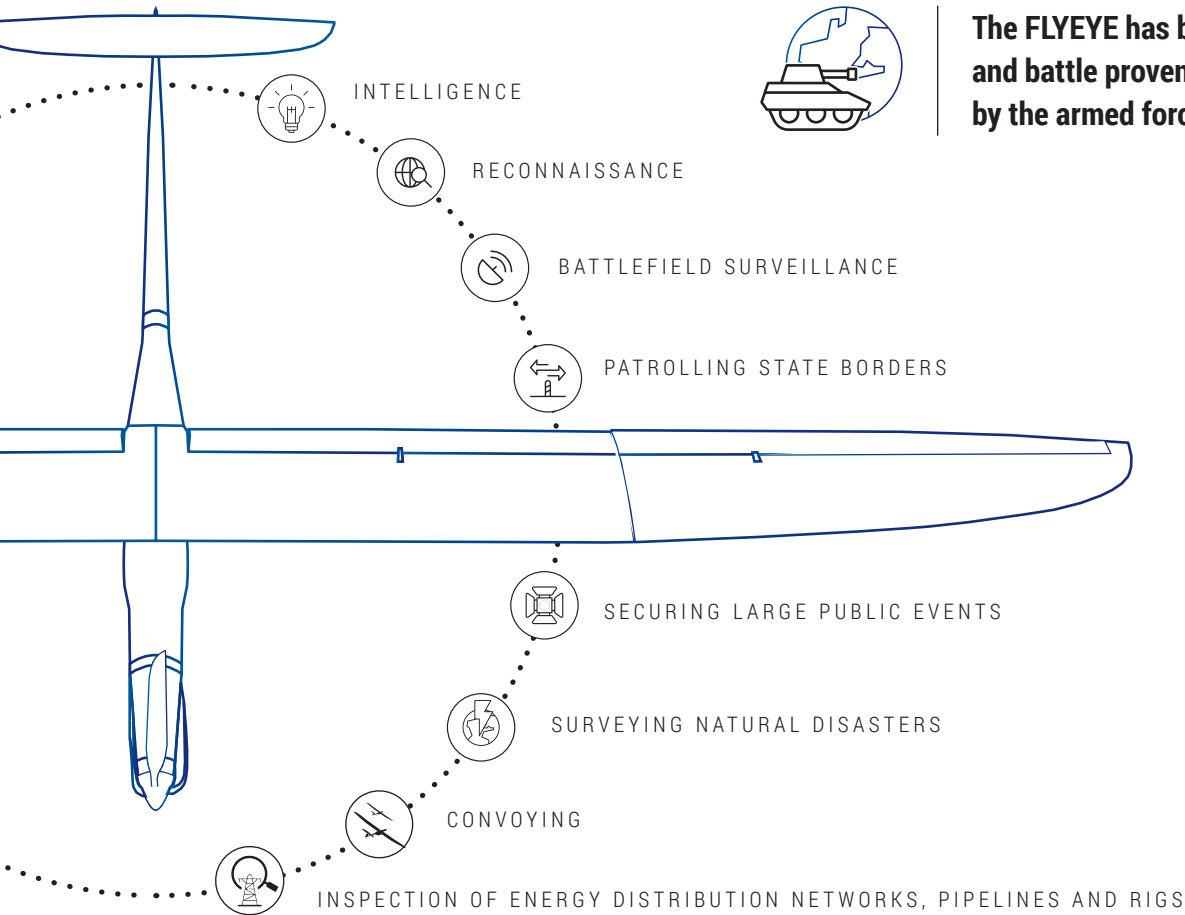 The FLYEYE has b
and battle proven
by the armed forc
INTELLIGENCE
RECONNAISSANCE
BATTLEFIELD SURVEILLANCE
PATROLLING STATE BORDERS
SECURING LARGE PUBLIC EVENTS
SURVEYING NATURAL DISASTERS
CONVOYING
INSPECTION OF ENERGY DISTRIBUTION NETWORKS, PIPELINES AND RIGS